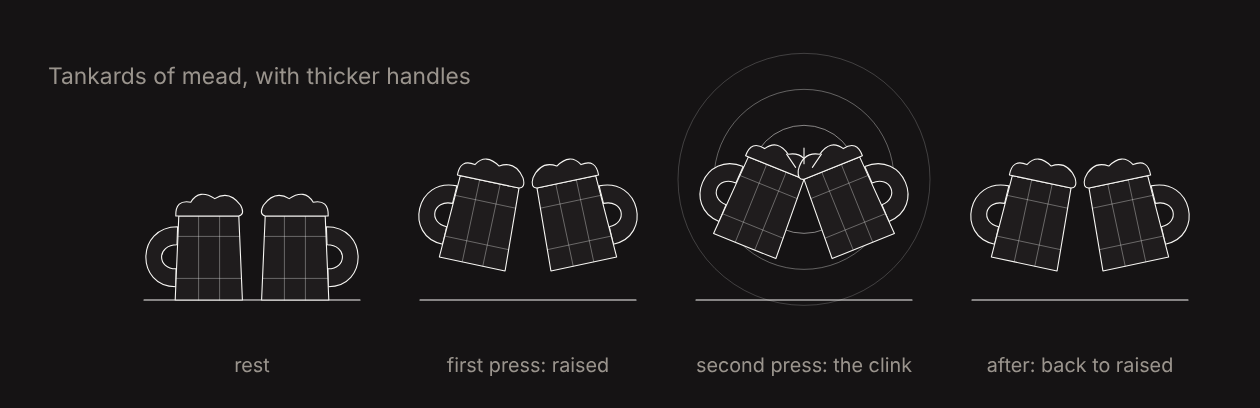 Tankards of mead, with thicker handles
rest
first press: raised
second press: the clink
after: back to raised